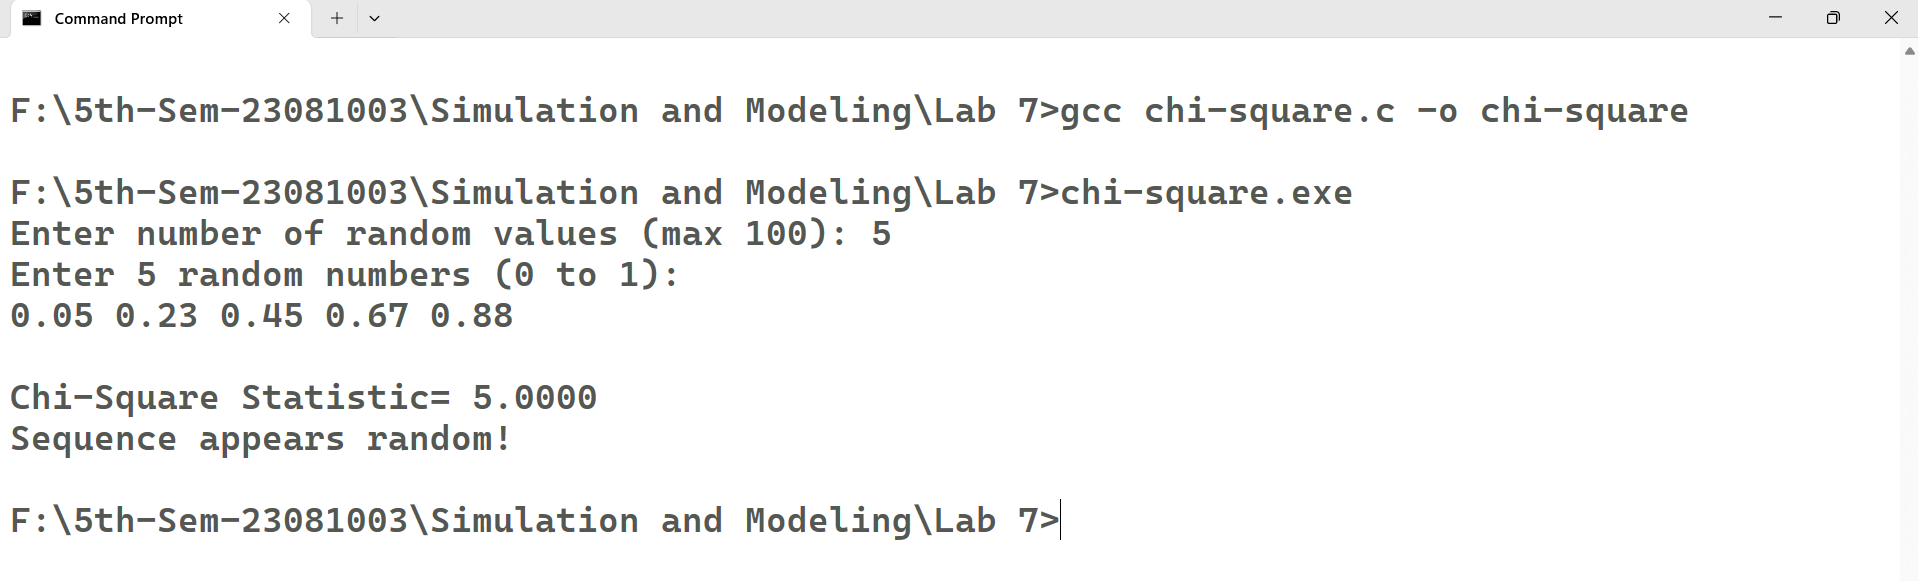 Command Prompt
F:\5th-Sem-23081003\Simulation and Modeling\Lab 7>gcc chi-square.c -o chi-square
F:\5th-Sem-23081003\Simulation and Modeling\Lab 7>chi-square.exe
Enter number of random values (max 100): 5
Enter 5 random numbers (0 to 1):
0.05 0.23 0.45 0.67 0.88
Chi-Square Statistic= 5.0000
Sequence appears random!
F:\5th-Sem-23081003\Simulation and Modeling\Lab 7>